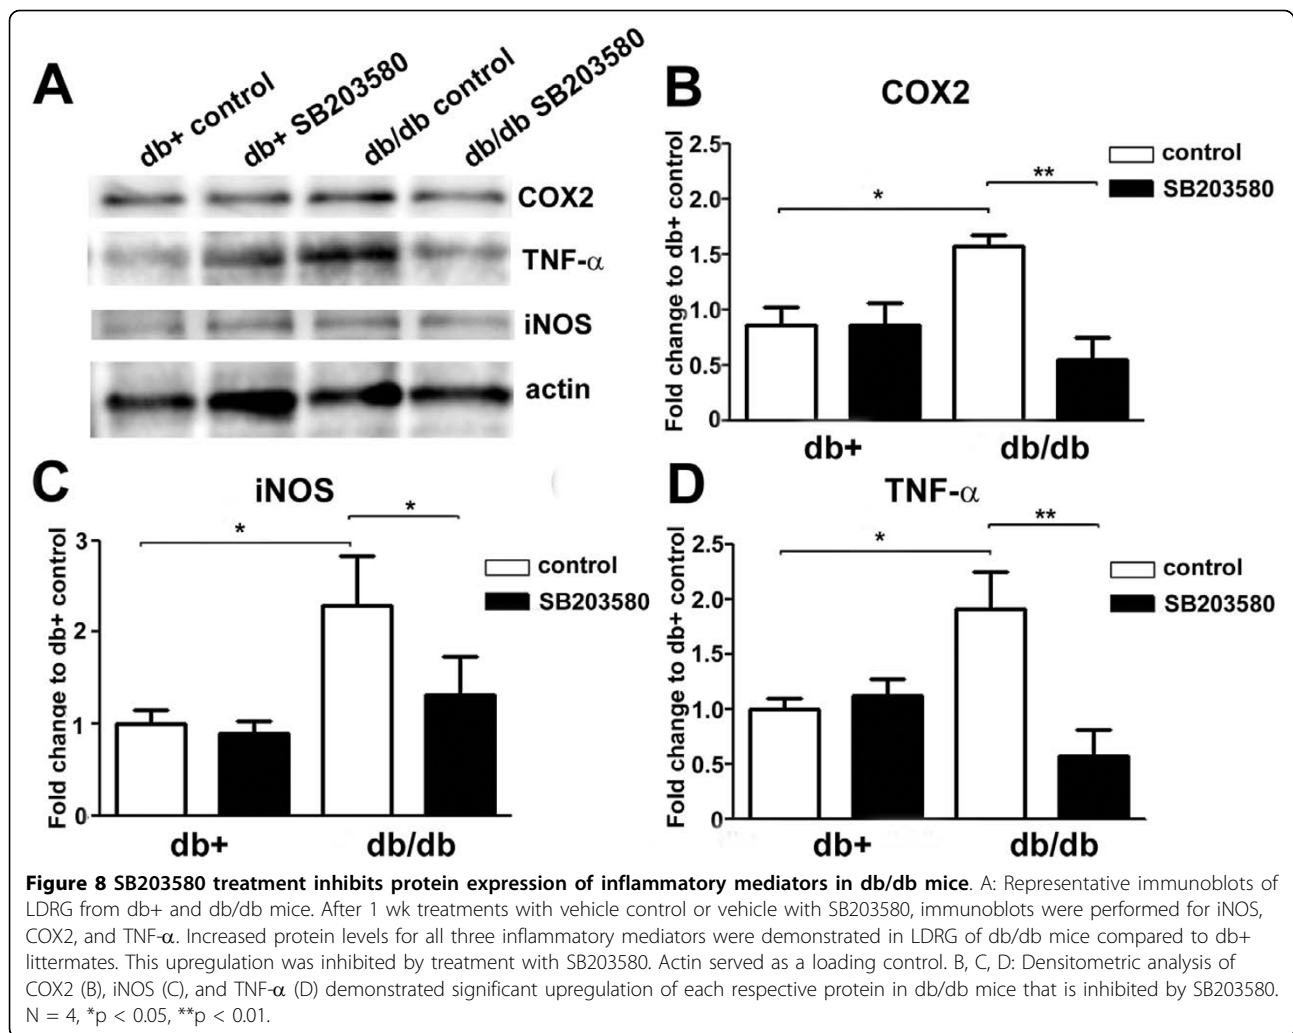 A
db+ control
db+ SB203580
db/db control
db/db SB203580
COX2
TNF-α
iNOS
actin
B
COX2
Fold change to db+ control
2.5
2.0
1.5
1.0
0.5
0
*
**
control
SB203580
db+
db/db
C
iNOS
Fold change to db+ control
3
2
1
0
*
*
control
SB203580
db+
db/db
D
TNF-α
Fold change to db+ control
2.5
2.0
1.5
1.0
0.5
0
*
**
control
SB203580
db+
db/db
Figure 8 SB203580 treatment inhibits protein expression of inflammatory mediators in db/db mice. A: Representative immunoblots of
LDRG from db+ and db/db mice. After 1 wk treatments with vehicle control or vehicle with SB203580, immunoblots were performed for iNOS,
COX2, and TNF-α. Increased protein levels for all three inflammatory mediators were demonstrated in LDRG of db/db mice compared to db+
littermates. This upregulation was inhibited by treatment with SB203580. Actin served as a loading control. B, C, D: Densitometric analysis of
COX2 (B), iNOS (C), and TNF-α (D) demonstrated significant upregulation of each respective protein in db/db mice that is inhibited by SB203580.
N = 4, *p < 0.05, **p < 0.01.